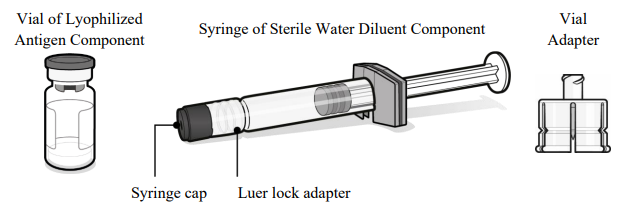 Vial of Lyophilized
Antigen Component
Syringe of Sterile Water Diluent Component
Vial
Adapter
Syringe cap
Luer lock adapter